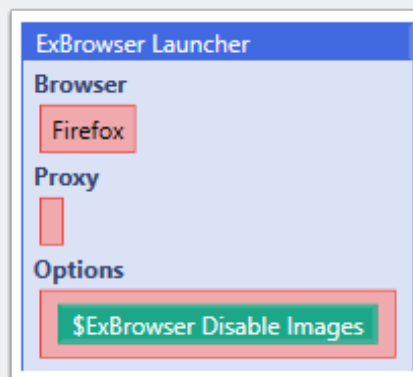 ExBrowser Launcher
Browser
Firefox
Proxy
Options
$ExBrowser Disable Images